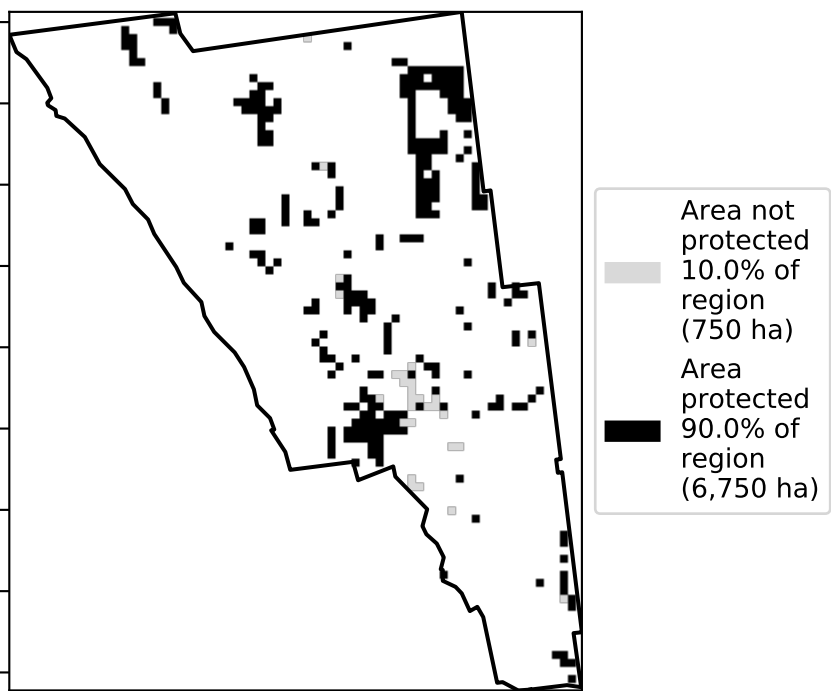 Area not
protected
10.0% of
region
(750 ha)
Area
protected
90.0% of
region
(6,750 ha)